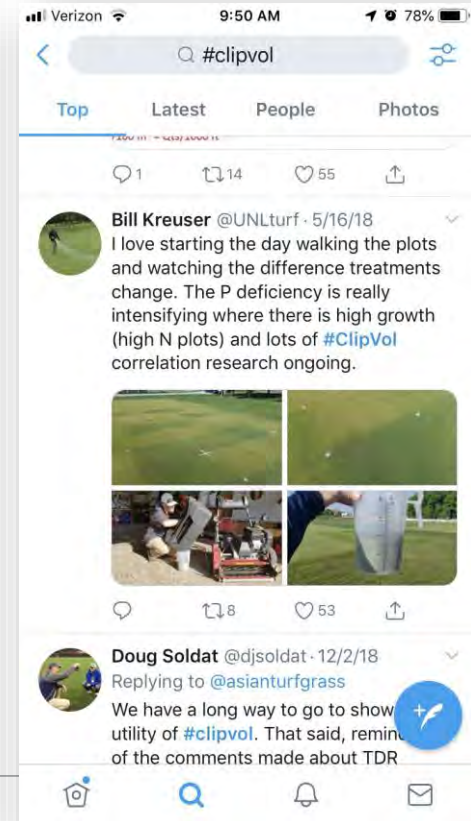 Verizon 9:50 AM 78%
#clipvol
Top Latest People Photos
1 14 55
Bill Kreuser @UNLturf · 5/16/18
I love starting the day walking the plots
and watching the difference treatments
change. The P deficiency is really
intensifying where there is high growth
(high N plots) and lots of #ClipVol
correlation research ongoing.
8 53
Doug Soldat @djsoldat · 12/2/18
Replying to @asianturfgrass
We have a long way to go to show
utility of #clipvol. That said,
of the comments made about TDR